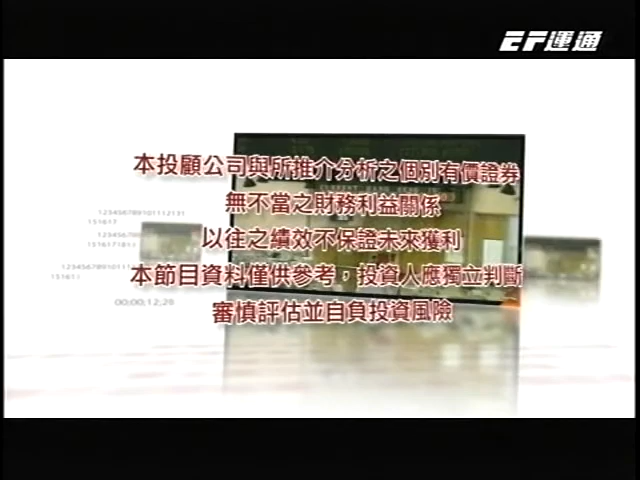 EF運通
本投顧公司與所推介分析之個別有價證券
無不當之財務利益關係
以往之績效不保證未來獲利
本節目資料僅供參考，投資人應獨立判斷
審慎評估並自負投資風險
123456789101112131
151617
00;00;12;28